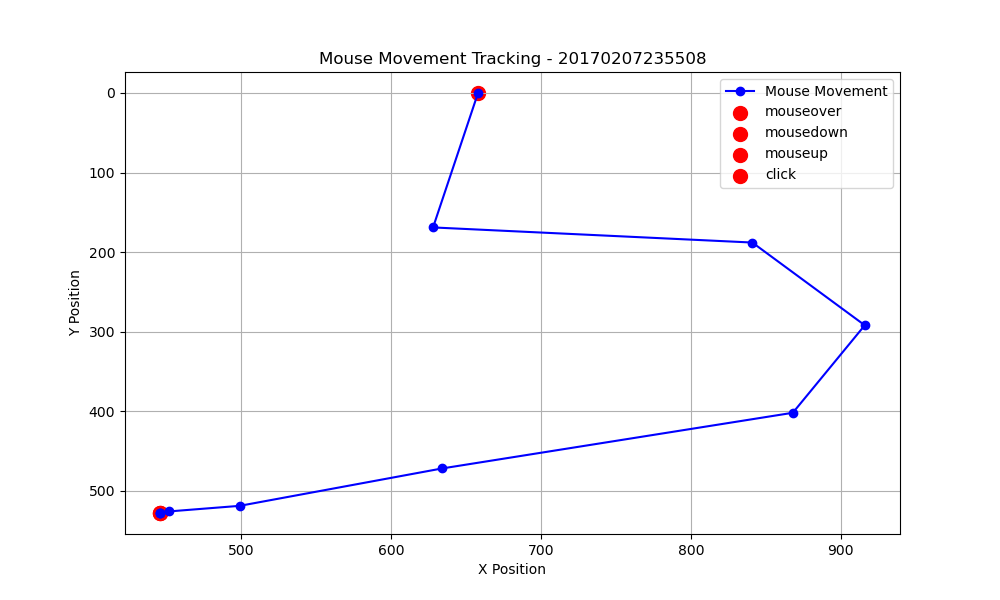 Mouse Movement Tracking - 20170207235508
Mouse Movement
mouseover
mousedown
mouseup
click
0
100
200
300
400
500
Y Position
500
600
700
800
900
X Position